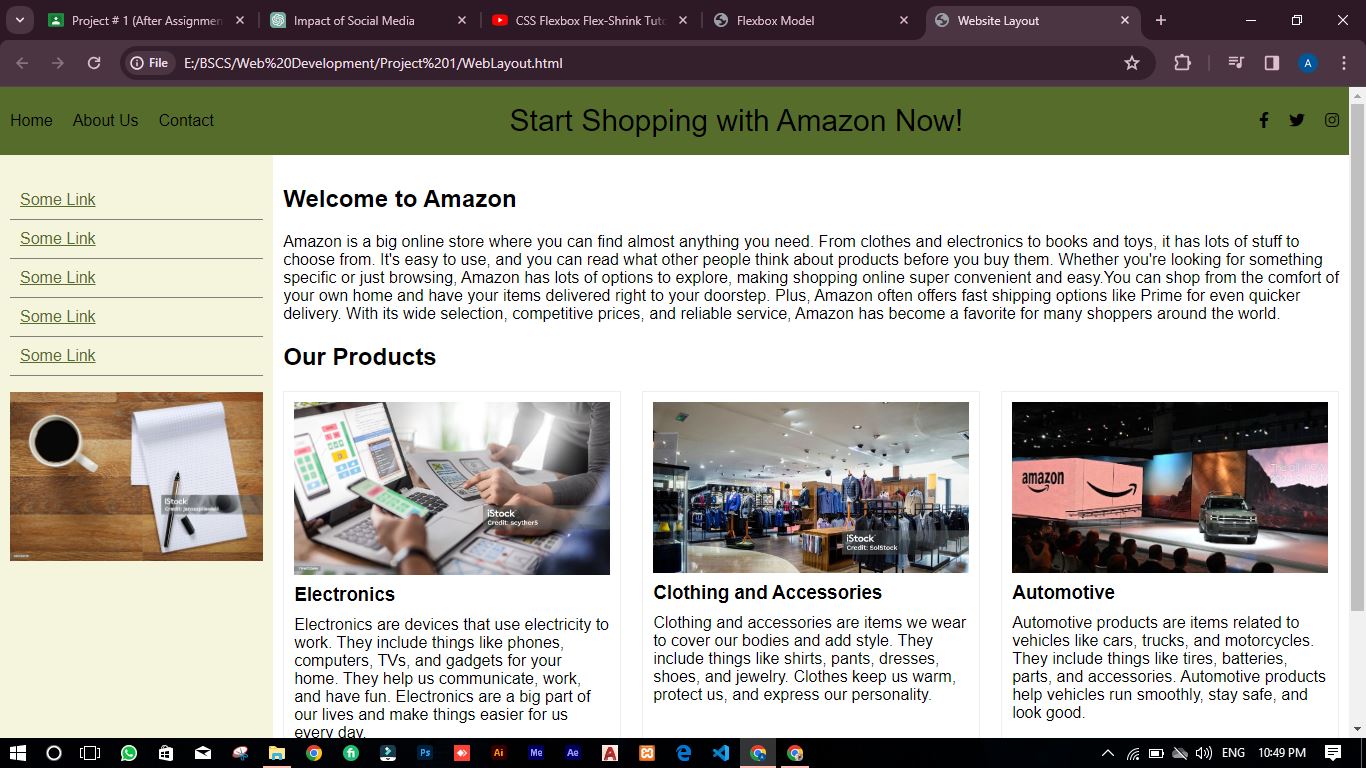 Project # 1 (After Assignmen
Impact of Social Media
CSS Flexbox Flex-Shrink Tuto
Flexbox Model
Website Layout
File
E:/BSCS/Web%20Development/Project%201/WebLayout.html
A
Home About Us Contact
Start Shopping with Amazon Now!
Some Link
Some Link
Some Link
Some Link
Some Link
iStock
Welcome to Amazon
Amazon is a big online store where you can find almost anything you need. From clothes and electronics to books and toys, it has lots of stuff to
choose from. It's easy to use, and you can read what other people think about products before you buy them. Whether you're looking for something
specific or just browsing, Amazon has lots of options to explore, making shopping online super convenient and easy.You can shop from the comfort of
your own home and have your items delivered right to your doorstep. Plus, Amazon often offers fast shipping options like Prime for even quicker
delivery. With its wide selection, competitive prices, and reliable service, Amazon has become a favorite for many shoppers around the world.
Our Products
iStock
Credit: scyther5
Electronics
Electronics are devices that use electricity to
work. They include things like phones,
computers, TVs, and gadgets for your
home. They help us communicate, work,
and have fun. Electronics are a big part of
our lives and make things easier for us
every day.
iStock
Credit: SolStock
Clothing and Accessories
Clothing and accessories are items we wear
to cover our bodies and add style. They
include things like shirts, pants, dresses,
shoes, and jewelry. Clothes keep us warm,
protect us, and express our personality.
amazon
Automotive
Automotive products are items related to
vehicles like cars, trucks, and motorcycles.
They include things like tires, batteries,
parts, and accessories. Automotive products
help vehicles run smoothly, stay safe, and
look good.
Ps
Ai
Me
Ae
ENG
10:49 PM